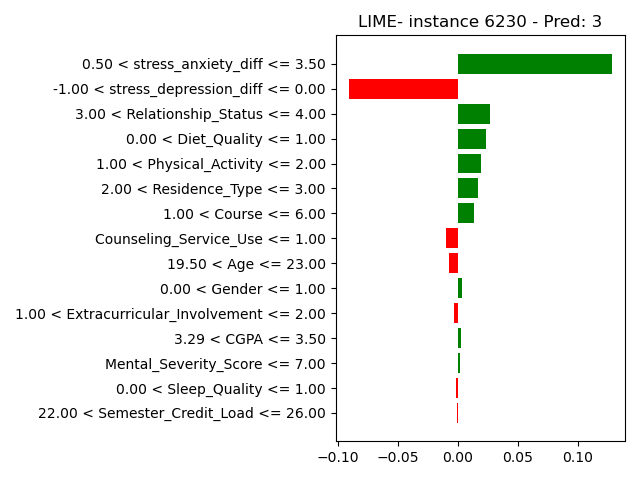 LIME- instance 6230 - Pred: 3
0.50 < stress_anxiety_diff <= 3.50
-1.00 < stress_depression_diff <= 0.00
3.00 < Relationship_Status <= 4.00
0.00 < Diet_Quality <= 1.00
1.00 < Physical_Activity <= 2.00
2.00 < Residence_Type <= 3.00
1.00 < Course <= 6.00
Counseling_Service_Use <= 1.00
19.50 < Age <= 23.00
0.00 < Gender <= 1.00
1.00 < Extracurricular_Involvement <= 2.00
3.29 < CGPA <= 3.50
Mental_Severity_Score <= 7.00
0.00 < Sleep_Quality <= 1.00
22.00 < Semester_Credit_Load <= 26.00
−0.10 −0.05 0.00 0.05 0.10